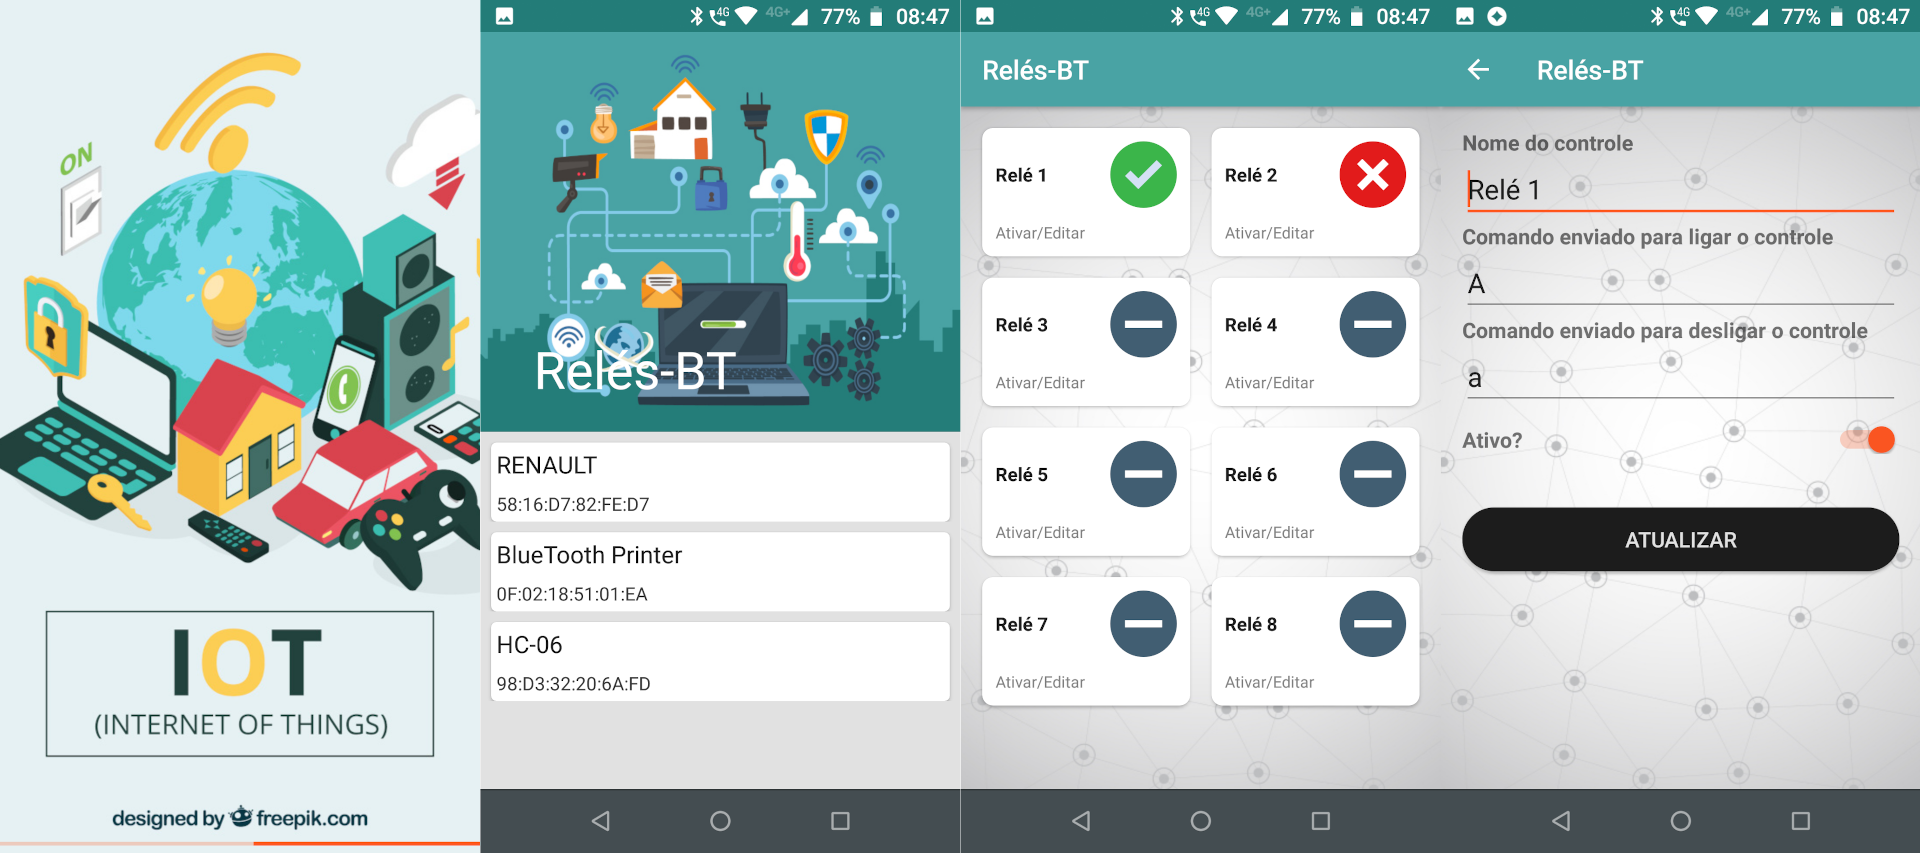 ON
IOT
(INTERNET OF THINGS)
designed by freepik.com
4G 4G+ 77% 08:47
Relés-BT
RENAULT
58:16:D7:82:FE:D7
BlueTooth Printer
0F:02:18:51:01:EA
HC-06
98:D3:32:20:6A:FD
4G 4G+ 77% 08:47
Relés-BT
Relé 1
Ativar/Editar
Relé 2
Ativar/Editar
Relé 3
Ativar/Editar
Relé 4
Ativar/Editar
Relé 5
Ativar/Editar
Relé 6
Ativar/Editar
Relé 7
Ativar/Editar
Relé 8
Ativar/Editar
4G 4G+ 77% 08:47
Relés-BT
Nome do controle
Relé 1
Comando enviado para ligar o controle
A
Comando enviado para desligar o controle
a
Ativo?
ATUALIZAR